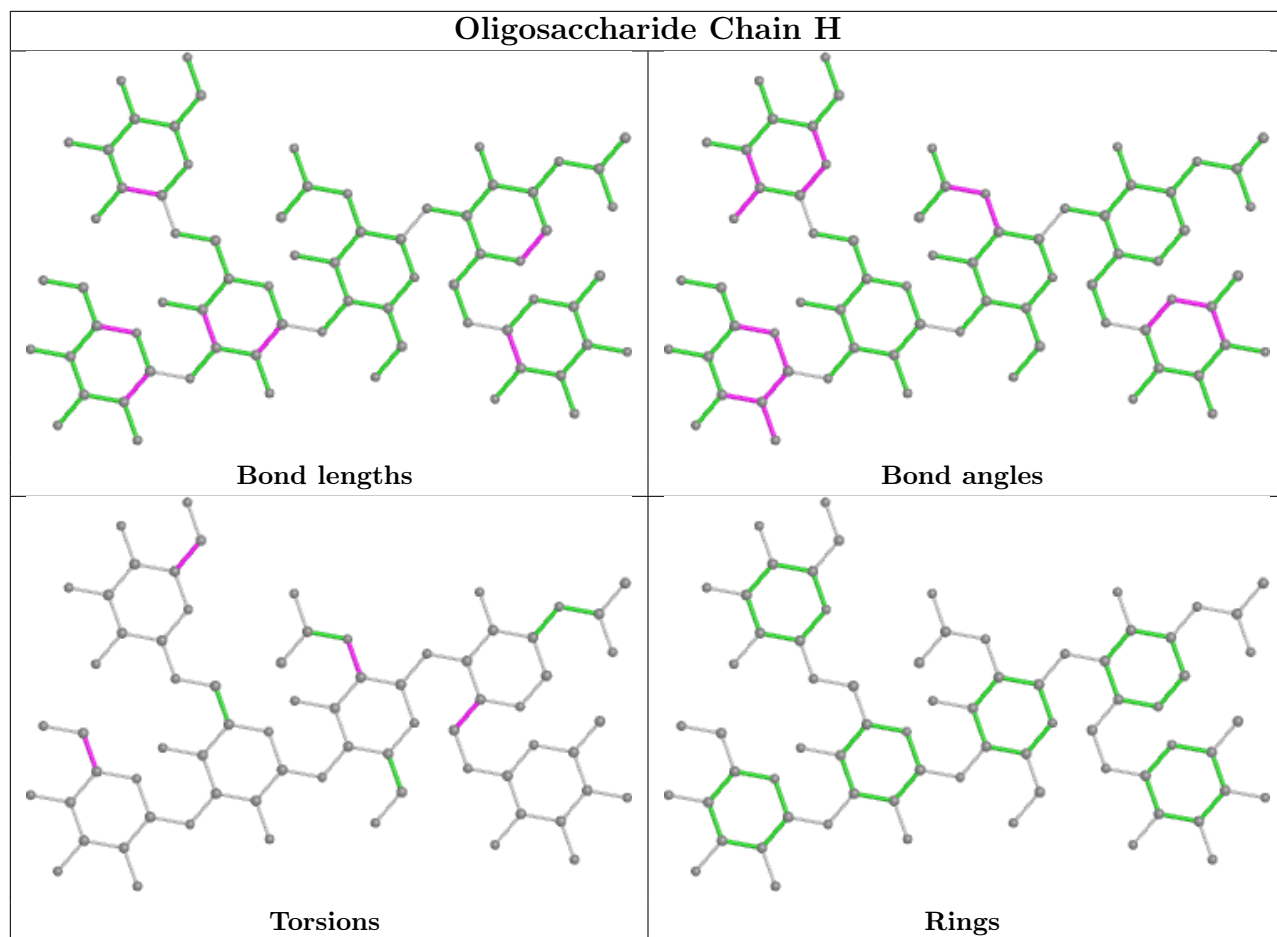 Oligosaccharide Chain H
Bond lengths
Bond angles
Torsions
Rings